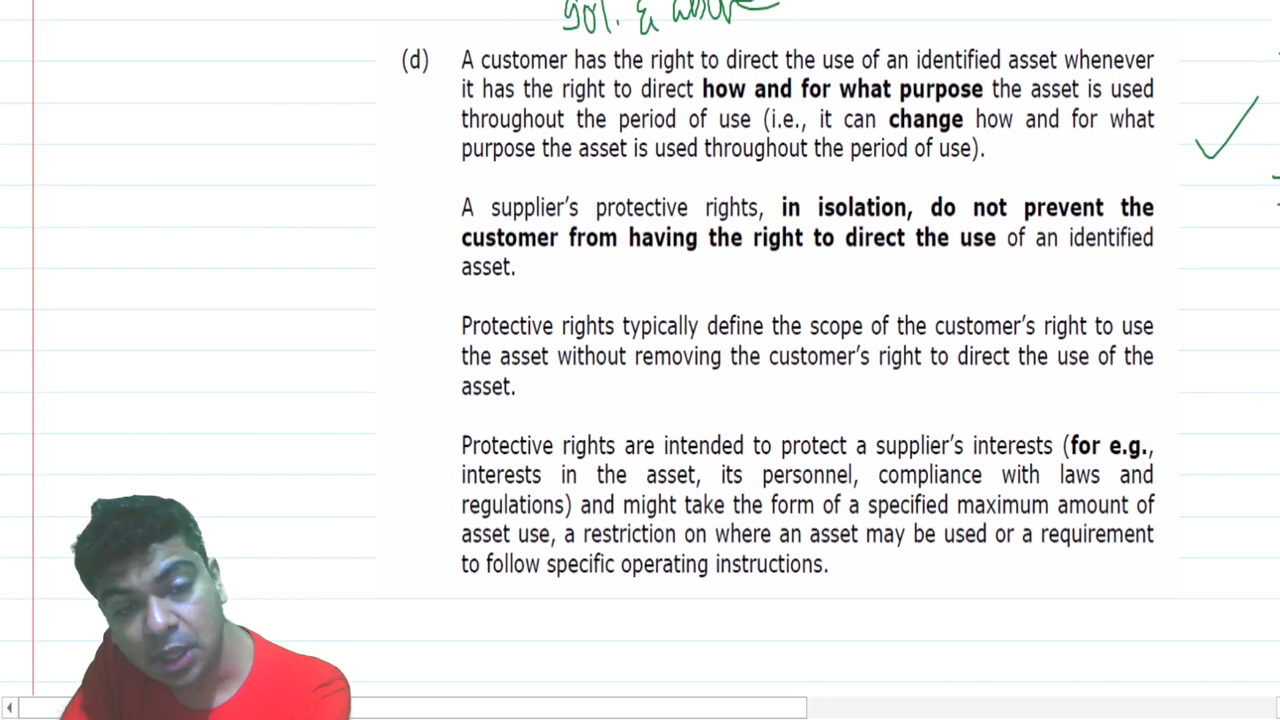 90%. & above
(d) A customer has the right to direct the use of an identified asset whenever
it has the right to direct how and for what purpose the asset is used
throughout the period of use (i.e., it can change how and for what
purpose the asset is used throughout the period of use).
A supplier's protective rights, in isolation, do not prevent the
customer from having the right to direct the use of an identified
asset.
Protective rights typically define the scope of the customer's right to use
the asset without removing the customer's right to direct the use of the
asset.
Protective rights are intended to protect a supplier's interests (for e.g.,
interests in the asset, its personnel, compliance with laws and
regulations) and might take the form of a specified maximum amount of
asset use, a restriction on where an asset may be used or a requirement
to follow specific operating instructions.